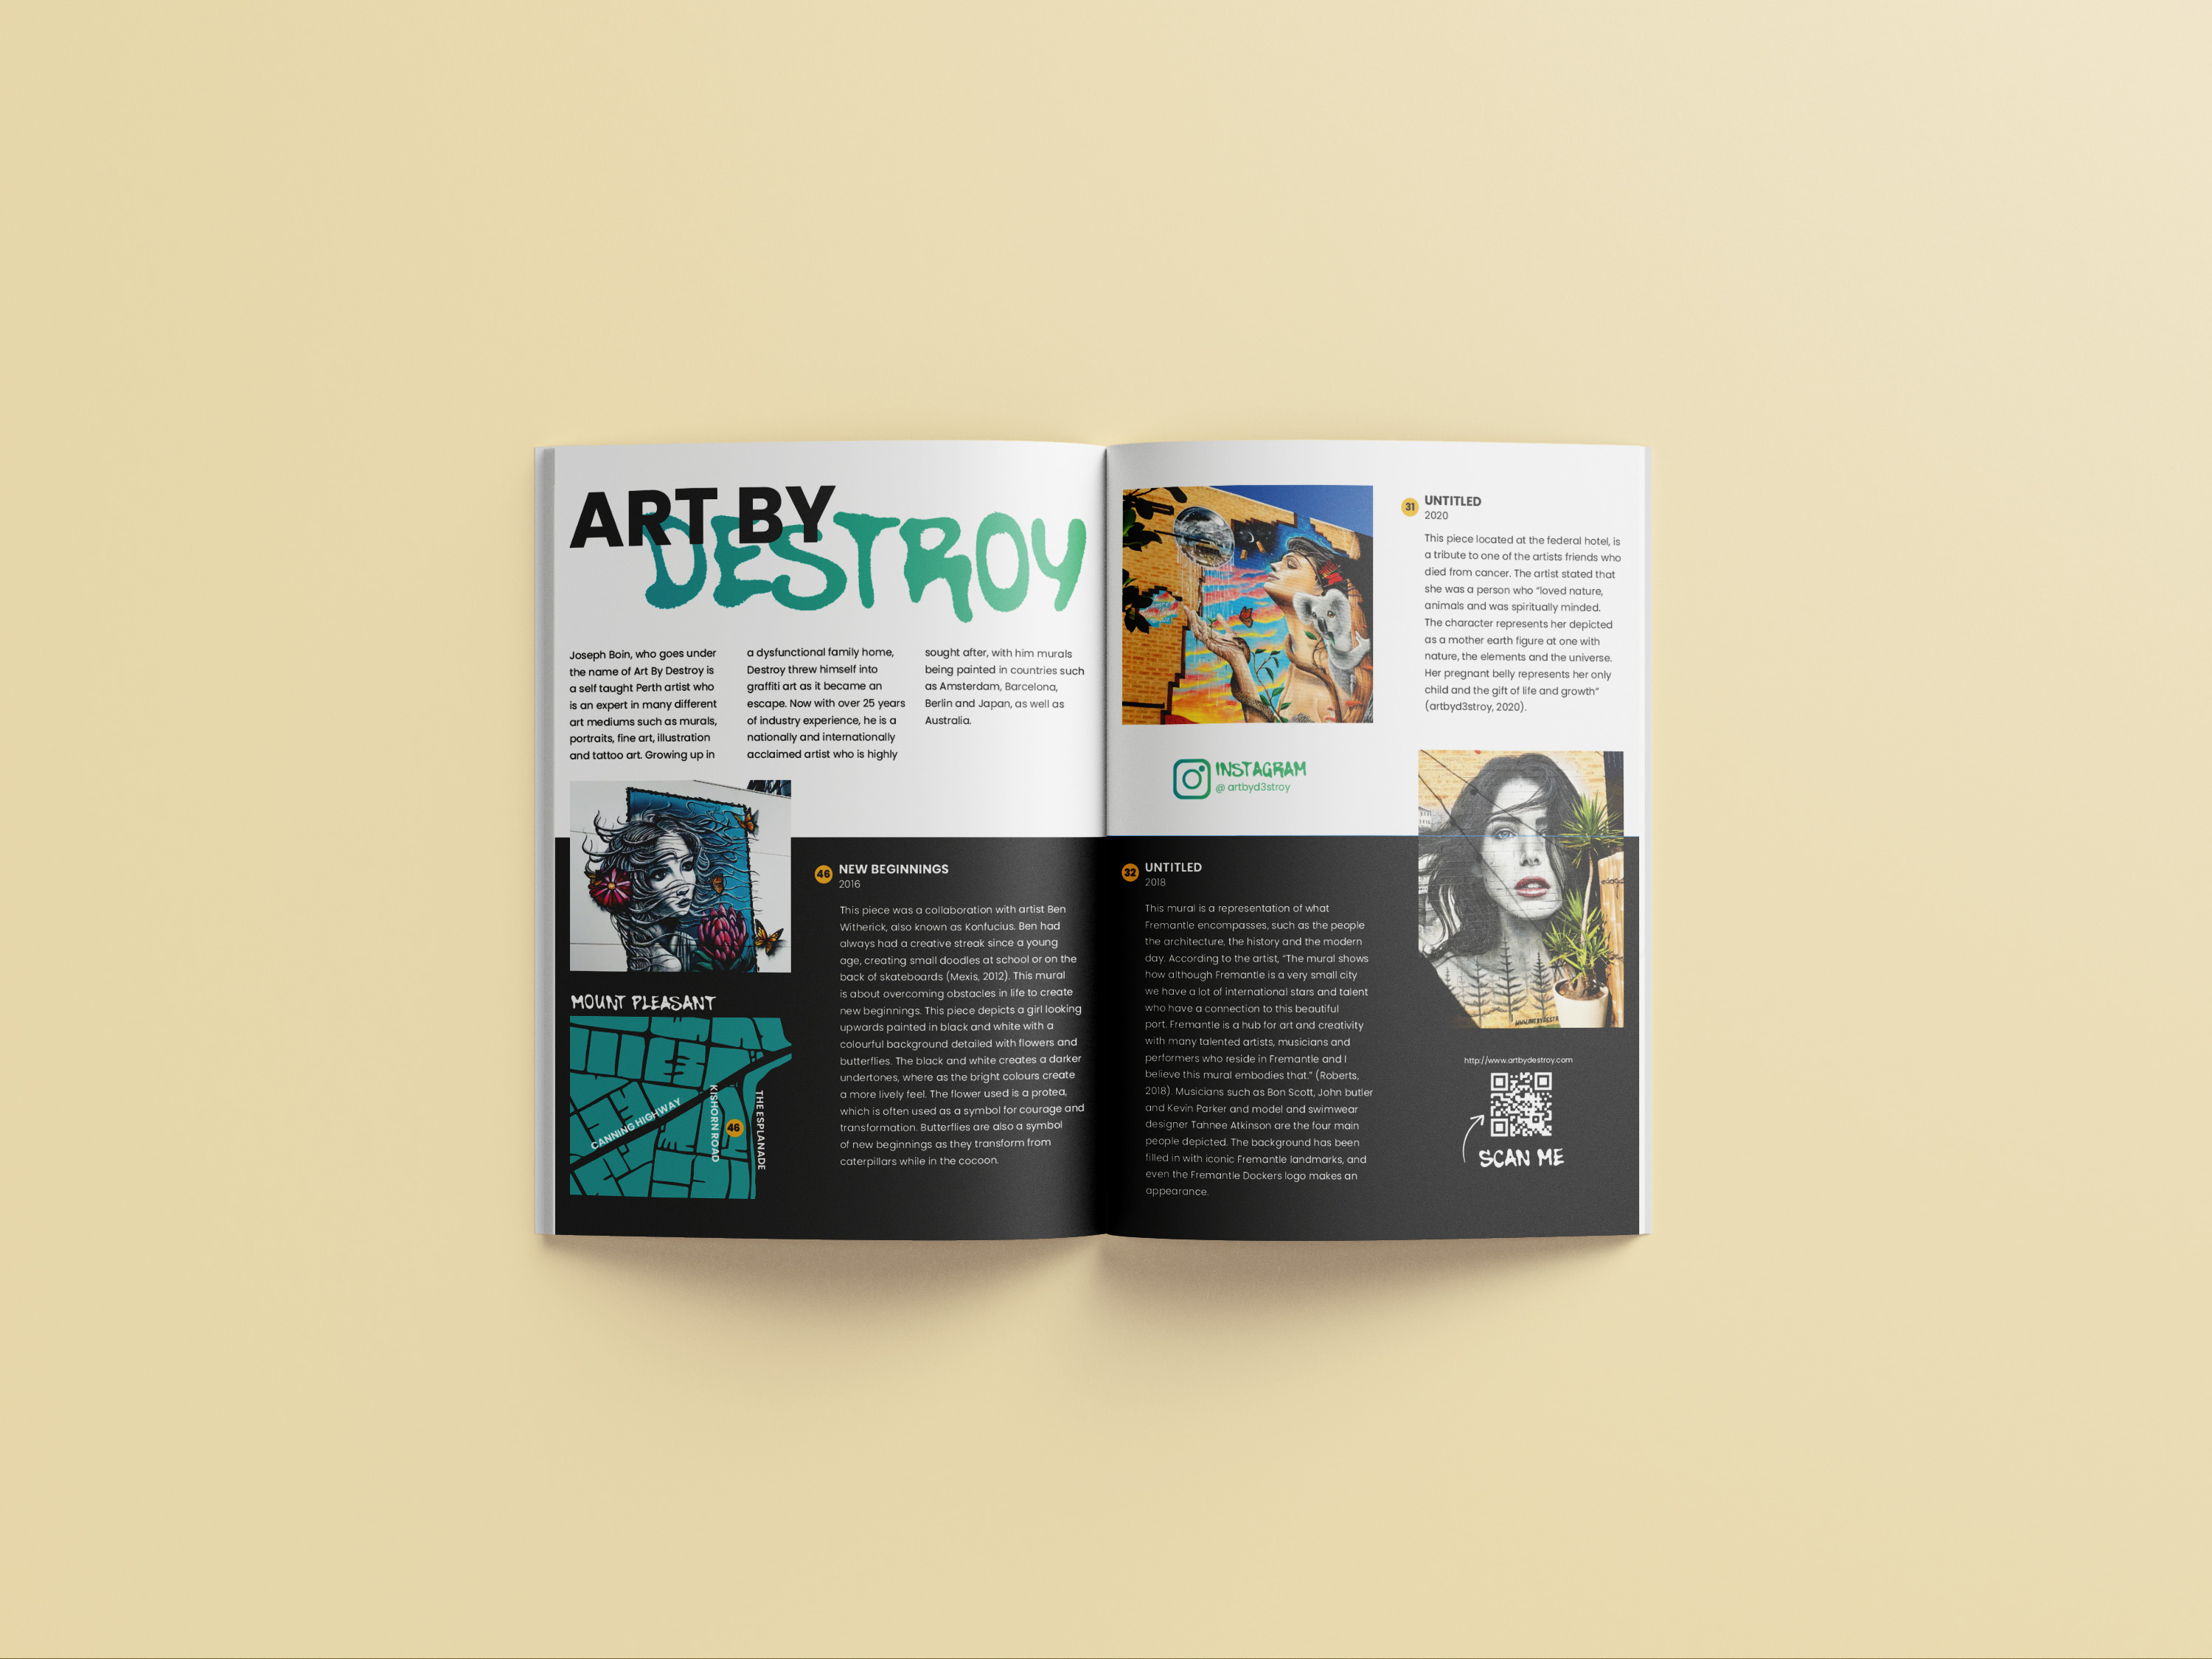 ART BY
DESTROY
Joseph Boin, who goes under
the name of Art By Destroy is
a self taught Perth artist who
is an expert in many different
art mediums such as murals,
portraits, fine art, illustration
and tattoo art. Growing up in
a dysfunctional family home,
Destroy threw himself into
graffiti art as it became an
escape. Now with over 25 years
of industry experience, he is a
nationally and internationally
acclaimed artist who is highly
sought after, with him murals
being painted in countries such
as Amsterdam, Barcelona,
Berlin and Japan, as well as
Australia.
46 NEW BEGINNINGS
2016
This piece was a collaboration with artist Ben
Witherick, also known as Konfucius. Ben had
always had a creative streak since a young
age, creating small doodles at school or on the
back of skateboards (Mexis, 2012). This mural
is about overcoming obstacles in life to create
new beginnings. This piece depicts a girl looking
upwards painted in black and white with a
colourful background detailed with flowers and
butterflies. The black and white creates a darker
undertones, where as the bright colours create
a more lively feel. The flower used is a protea,
which is often used as a symbol for courage and
transformation. Butterflies are also a symbol
of new beginnings as they transform from
caterpillars while in the cocoon.
MOUNT PLEASANT
CANNING HIGHWAY
KISHORN ROAD
46
THE ESPLANADE
31 UNTITLED
2020
This piece located at the federal hotel, is
a tribute to one of the artists friends who
died from cancer. The artist stated that
she was a person who “loved nature,
animals and was spiritually minded.
The character represents her depicted
as a mother earth figure at one with
nature, the elements and the universe.
Her pregnant belly represents her only
child and the gift of life and growth”
(artbyd3stroy, 2020).
INSTAGRAM
@ artbyd3stroy
32 UNTITLED
2018
This mural is a representation of what
Fremantle encompasses, such as the people
the architecture, the history and the modern
day. According to the artist, “The mural shows
how although Fremantle is a very small city
we have a lot of international stars and talent
who have a connection to this beautiful
port. Fremantle is a hub for art and creativity
with many talented artists, musicians and
performers who reside in Fremantle and I
believe this mural embodies that.” (Roberts,
2018). Musicians such as Bon Scott, John butler
and Kevin Parker and model and swimwear
designer Tahnee Atkinson are the four main
people depicted. The background has been
filled in with iconic Fremantle landmarks, and
even the Fremantle Dockers logo makes an
appearance.
http://www.artbydestroy.com
SCAN ME